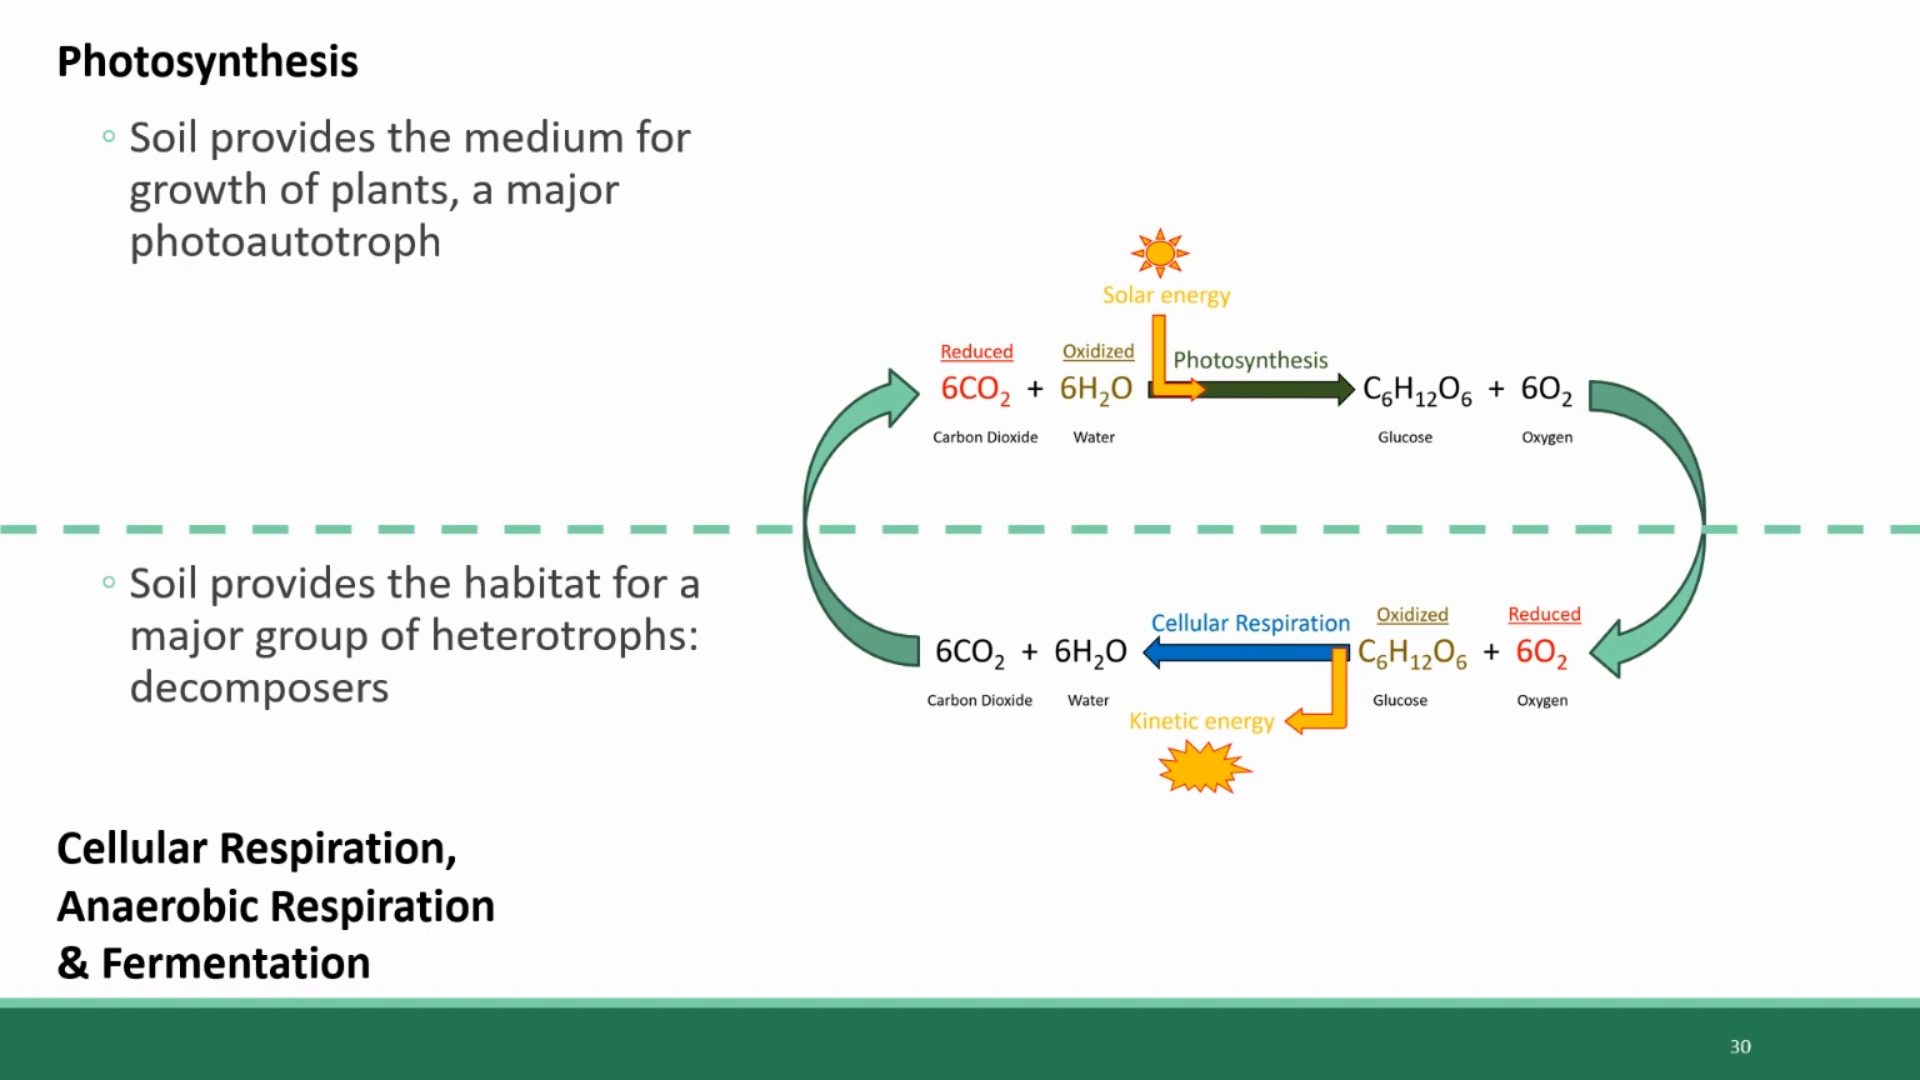 Photosynthesis
◦ Soil provides the medium for
growth of plants, a major
photoautotroph
Solar energy
Reduced Oxidized
Photosynthesis
6CO₂ + 6H₂O C₆H₁₂O₆ + 6O₂
Carbon Dioxide Water Glucose Oxygen
◦ Soil provides the habitat for a
major group of heterotrophs:
decomposers
Cellular Respiration Oxidized Reduced
6CO₂ + 6H₂O C₆H₁₂O₆ + 6O₂
Carbon Dioxide Water Glucose Oxygen
Kinetic energy
Cellular Respiration,
Anaerobic Respiration
& Fermentation
30